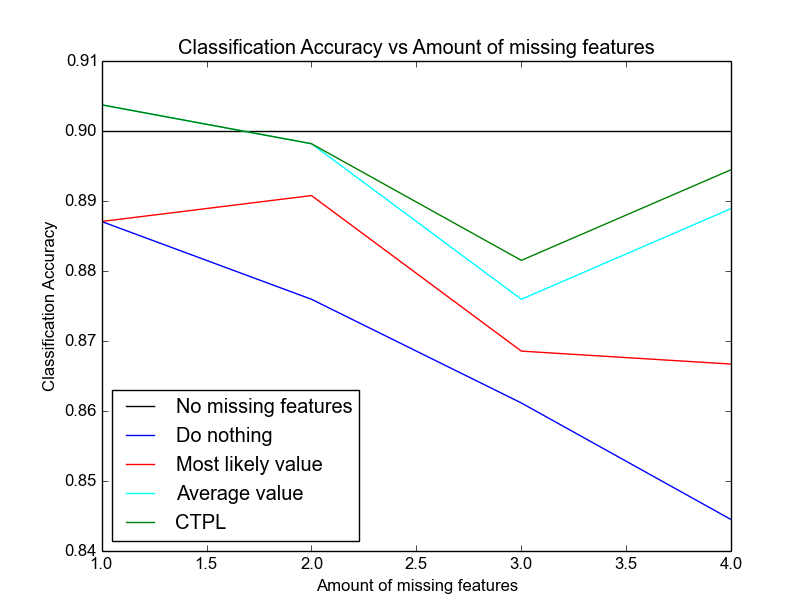 Classification Accuracy vs Amount of missing features
0.91
0.90
0.89
0.88
0.87
0.86
0.85
0.84
Classification Accuracy
No missing features
Do nothing
Most likely value
Average value
CTPL
1.0 1.5 2.0 2.5 3.0 3.5 4.0
Amount of missing features